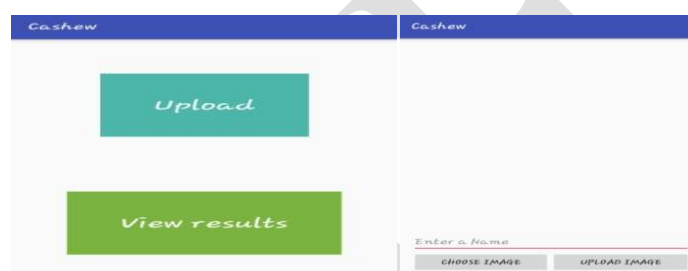 Cashew
Upload
View results
Cashew
Enter a Name
CHOOSE IMAGE
UPLOAD IMAGE